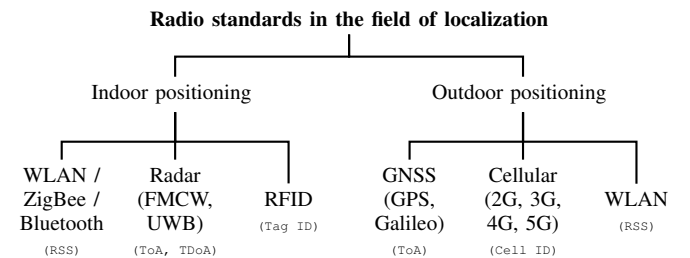 Radio standards in the field of localization
Indoor positioning
Outdoor positioning
WLAN /
ZigBee /
Bluetooth
(RSS)
Radar
(FMCW,
UWB)
(ToA, TDoA)
RFID
(Tag ID)
GNSS
(GPS,
Galileo)
(ToA)
Cellular
(2G, 3G,
4G, 5G)
(Cell ID)
WLAN
(RSS)